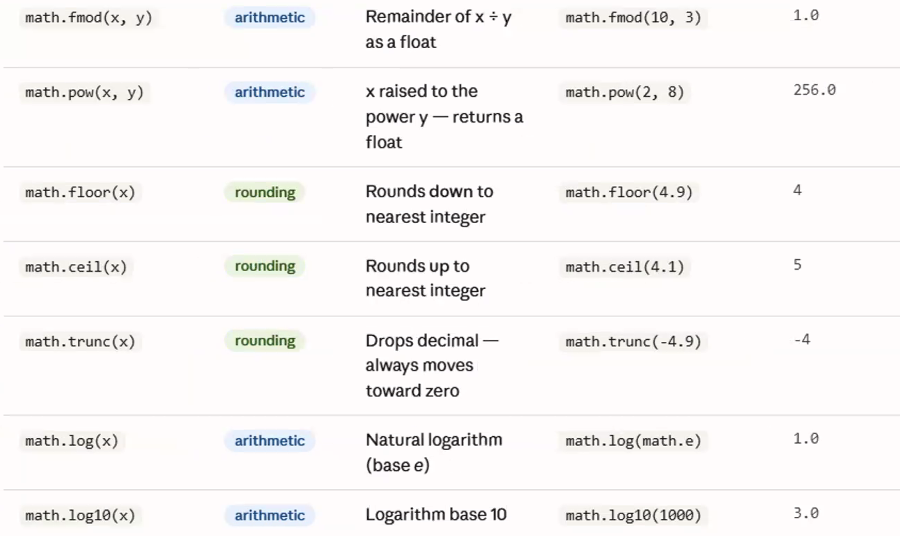 math.fmod(x, y) arithmetic Remainder of x ÷ y math.fmod(10, 3) 1.0
as a float
math.pow(x, y) arithmetic x raised to the math.pow(2, 8) 256.0
power y — returns a
float
math.floor(x) rounding Rounds down to math.floor(4.9) 4
nearest integer
math.ceil(x) rounding Rounds up to math.ceil(4.1) 5
nearest integer
math.trunc(x) rounding Drops decimal — math.trunc(-4.9) -4
always moves
toward zero
math.log(x) arithmetic Natural logarithm math.log(math.e) 1.0
(base e)
math.log10(x) arithmetic Logarithm base 10 math.log10(1000) 3.0